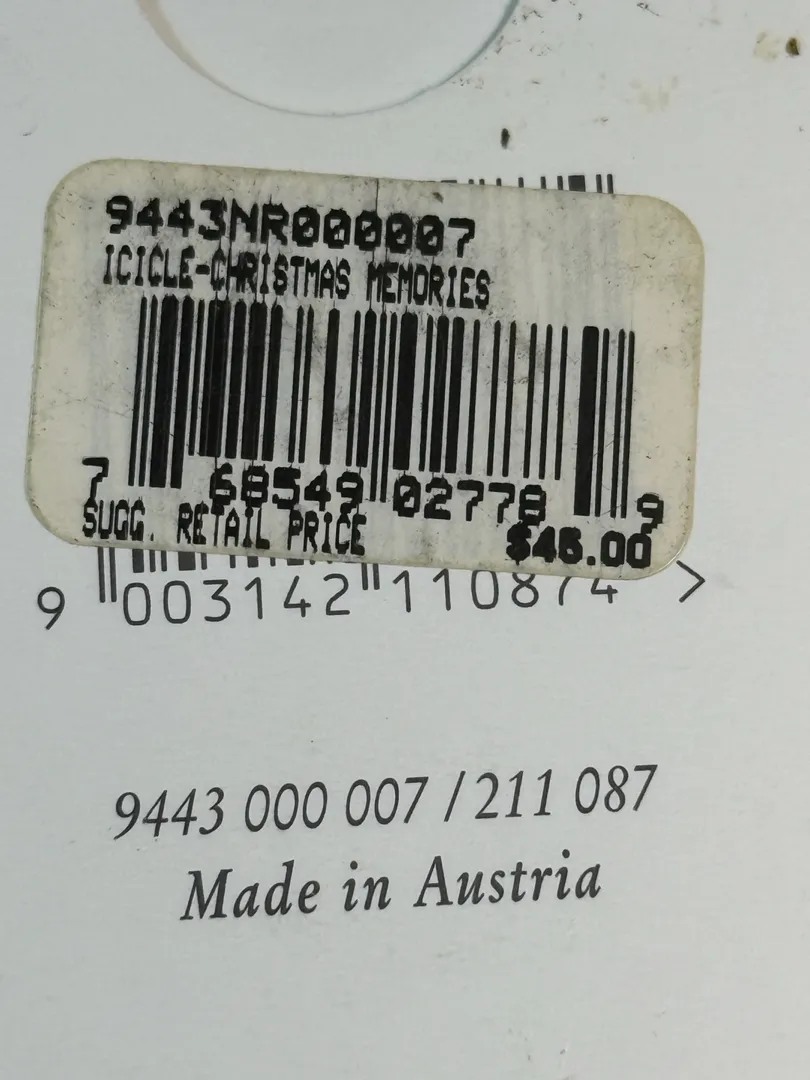 9443NR000007
ICICLE-CHRISTMAS MEMORIES
7 68549 02778 9
SUGG. RETAIL PRICE $46.00
9 003142 110874 >
9443 000 007 / 211 087
Made in Austria